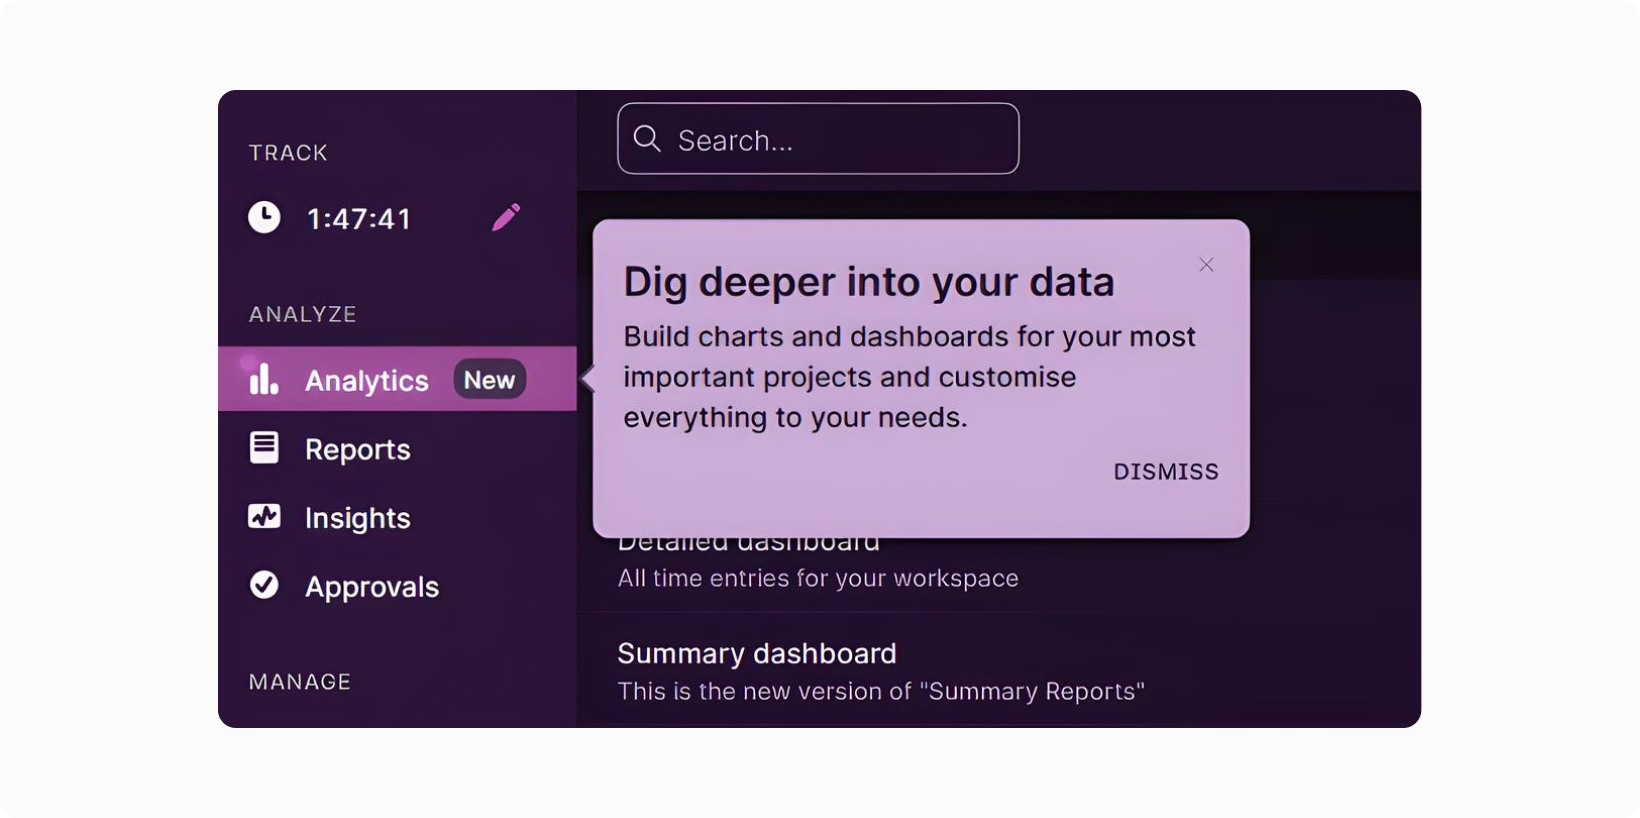 TRACK
1:47:41
ANALYZE
Analytics New
Reports
Insights
Approvals
MANAGE
Search...
Dig deeper into your data
Build charts and dashboards for your most
important projects and customise
everything to your needs.
DISMISS
Detailed dashboard
All time entries for your workspace
Summary dashboard
This is the new version of "Summary Reports"